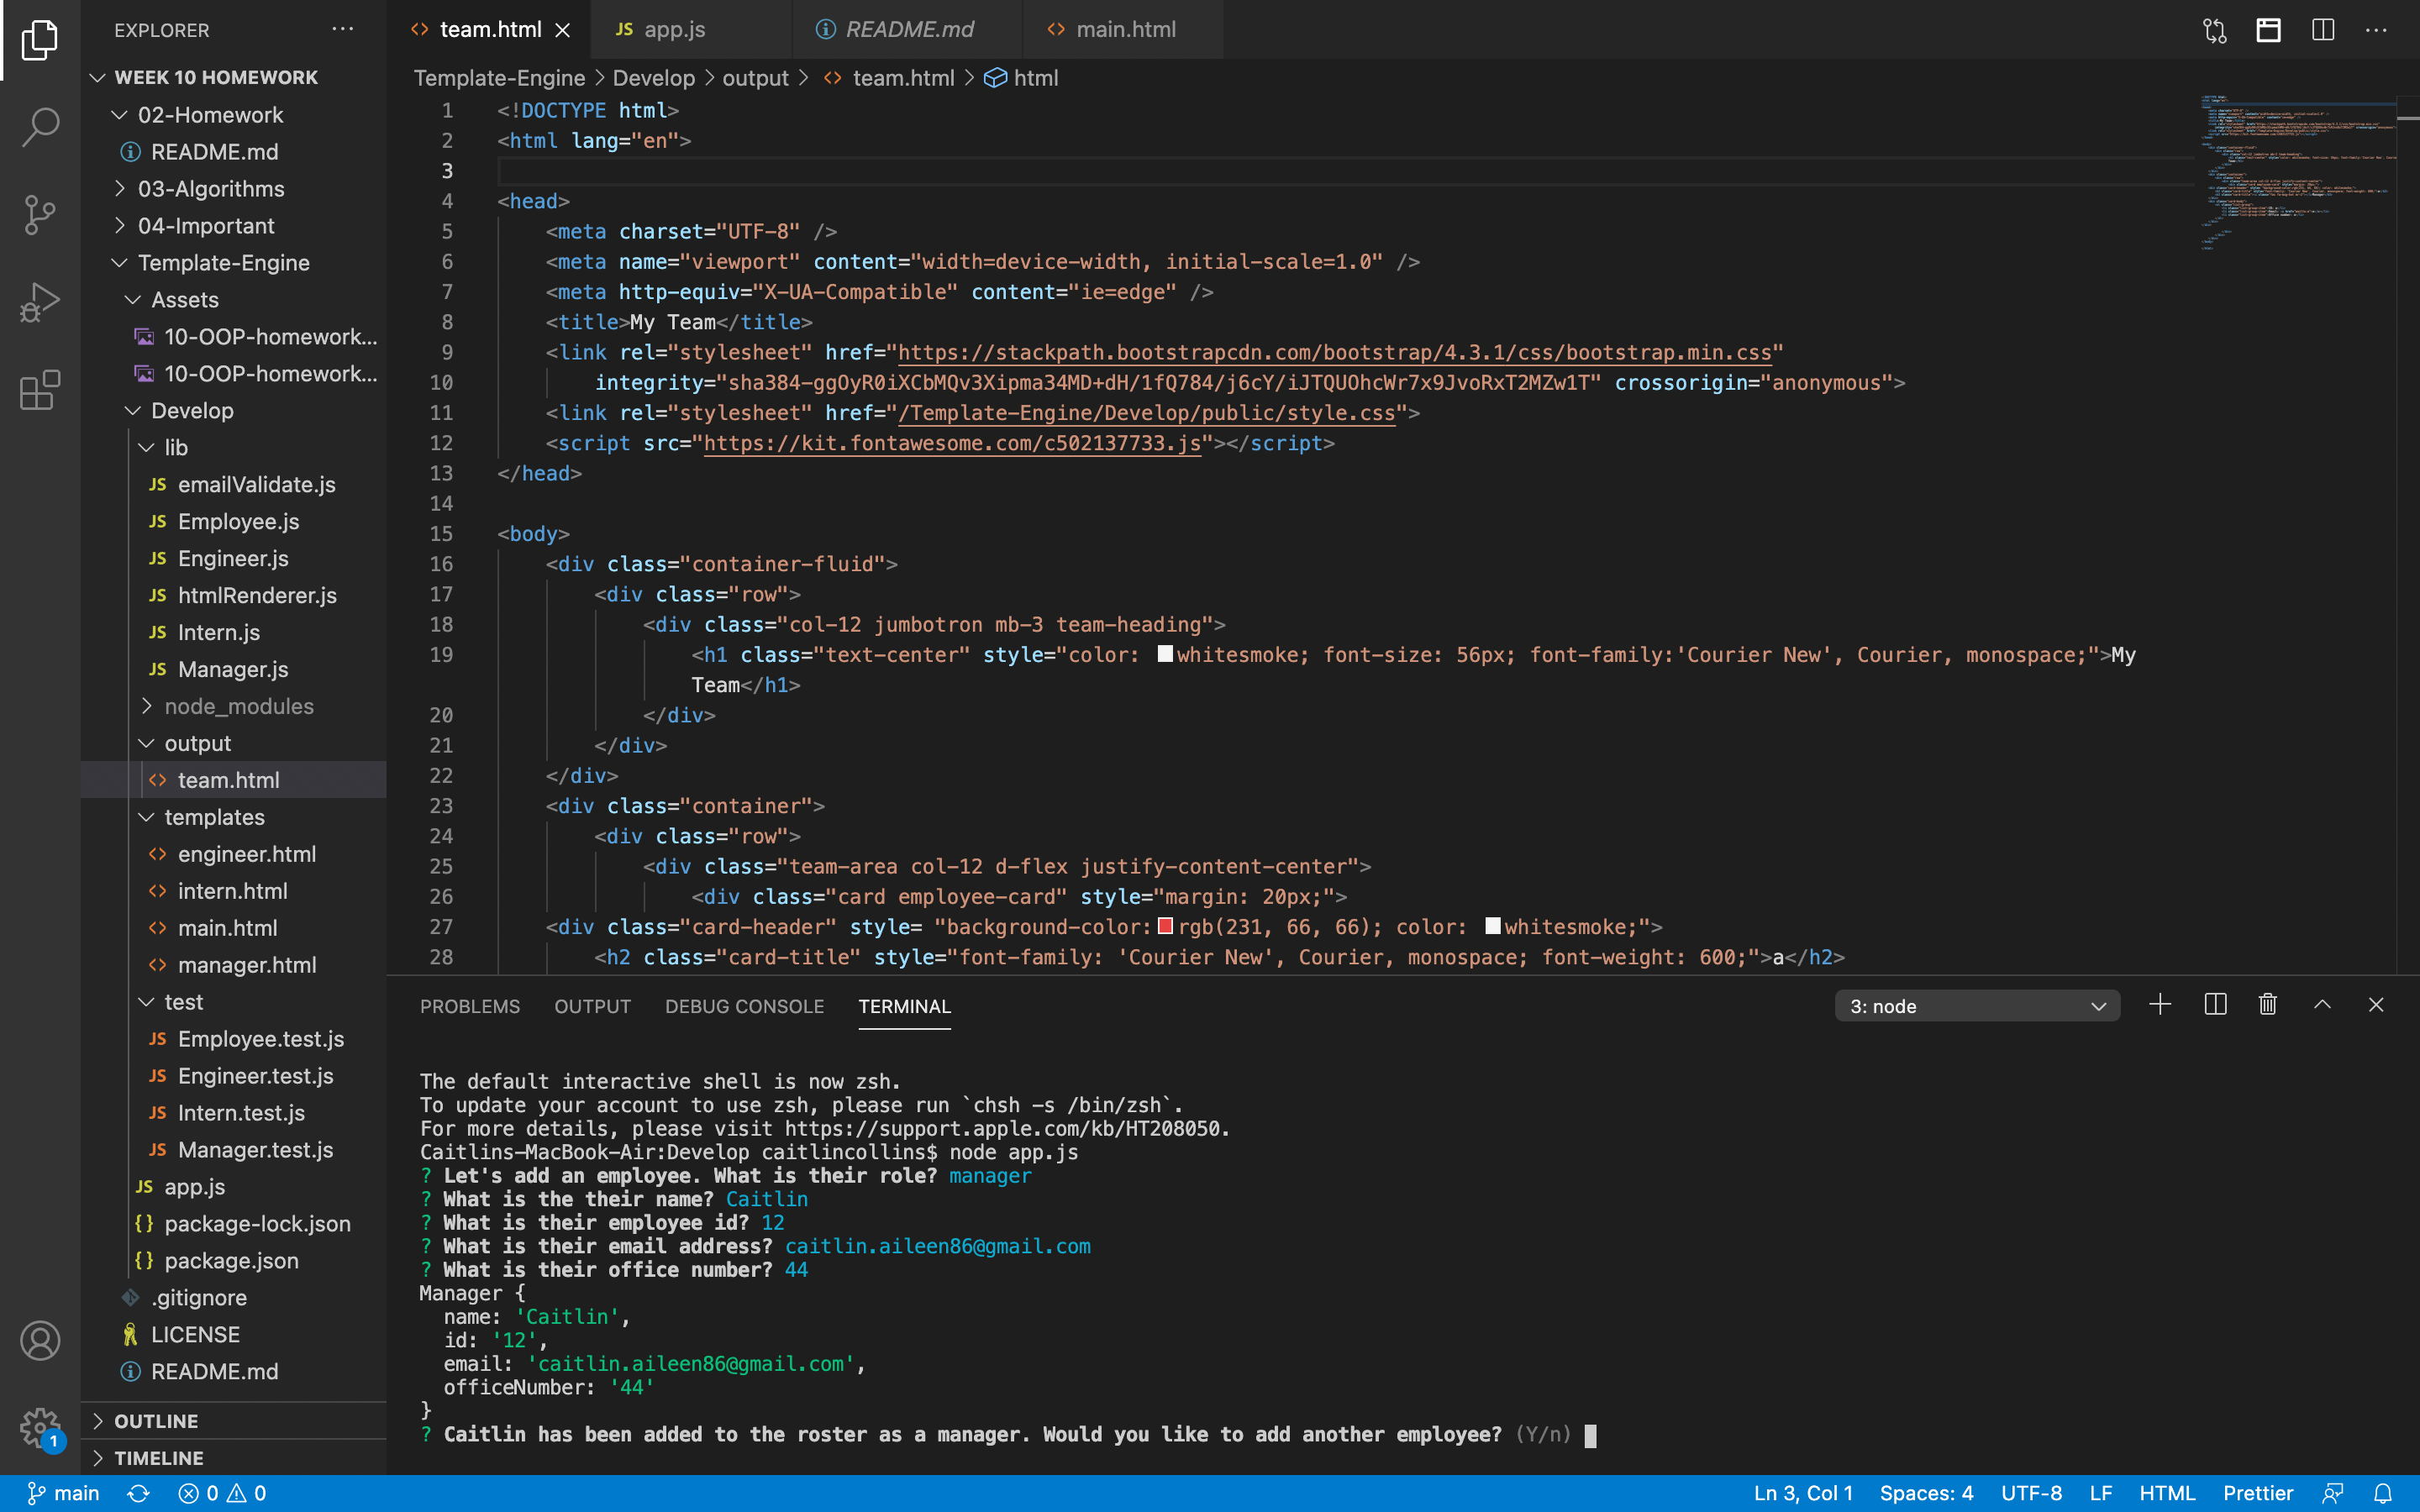 EXPLORER
WEEK 10 HOMEWORK
02-Homework
README.md
03-Algorithms
04-Important
Template-Engine
Assets
10-OOP-homework...
10-OOP-homework...
Develop
lib
JS emailValidate.js
JS Employee.js
JS Engineer.js
JS htmlRenderer.js
JS Intern.js
JS Manager.js
node_modules
output
team.html
templates
engineer.html
intern.html
main.html
manager.html
test
JS Employee.test.js
JS Engineer.test.js
JS Intern.test.js
JS Manager.test.js
JS app.js
{} package-lock.json
{} package.json
.gitignore
LICENSE
README.md
OUTLINE
TIMELINE
1
team.html
JS app.js
README.md
main.html
Template-Engine > Develop > output > team.html > html
1 <!DOCTYPE html>
2 <html lang="en">
3
4 <head>
5 <meta charset="UTF-8" />
6 <meta name="viewport" content="width=device-width, initial-scale=1.0" />
7 <meta http-equiv="X-UA-Compatible" content="ie=edge" />
8 <title>My Team</title>
9 <link rel="stylesheet" href="https://stackpath.bootstrapcdn.com/bootstrap/4.3.1/css/bootstrap.min.css"
10 integrity="sha384-ggOyR0iXCbMQv3Xipma34MD+dH/1fQ784/j6cY/iJTQUOhcWr7x9JvoRxT2MZw1T" crossorigin="anonymous">
11 <link rel="stylesheet" href="/Template-Engine/Develop/public/style.css">
12 <script src="https://kit.fontawesome.com/c502137733.js"></script>
13 </head>
14
15 <body>
16 <div class="container-fluid">
17 <div class="row">
18 <div class="col-12 jumbotron mb-3 team-heading">
19 <h1 class="text-center" style="color: whitesmoke; font-size: 56px; font-family:'Courier New', Courier, monospace;">My
Team</h1>
20 </div>
21 </div>
22 </div>
23 <div class="container">
24 <div class="row">
25 <div class="team-area col-12 d-flex justify-content-center">
26 <div class="card employee-card" style="margin: 20px;">
27 <div class="card-header" style= "background-color: rgb(231, 66, 66); color: whitesmoke;">
28 <h2 class="card-title" style="font-family: 'Courier New', Courier, monospace; font-weight: 600;">a</h2>
PROBLEMS OUTPUT DEBUG CONSOLE TERMINAL
3: node
The default interactive shell is now zsh.
To update your account to use zsh, please run `chsh -s /bin/zsh`.
For more details, please visit https://support.apple.com/kb/HT208050.
Caitlins-MacBook-Air:Develop caitlincollins$ node app.js
? Let's add an employee. What is their role? manager
? What is the their name? Caitlin
? What is their employee id? 12
? What is their email address? caitlin.aileen86@gmail.com
? What is their office number? 44
Manager {
name: 'Caitlin',
id: '12',
email: 'caitlin.aileen86@gmail.com',
officeNumber: '44'
}
? Caitlin has been added to the roster as a manager. Would you like to add another employee? (Y/n)
main 0 0
Ln 3, Col 1 Spaces: 4 UTF-8 LF HTML Prettier